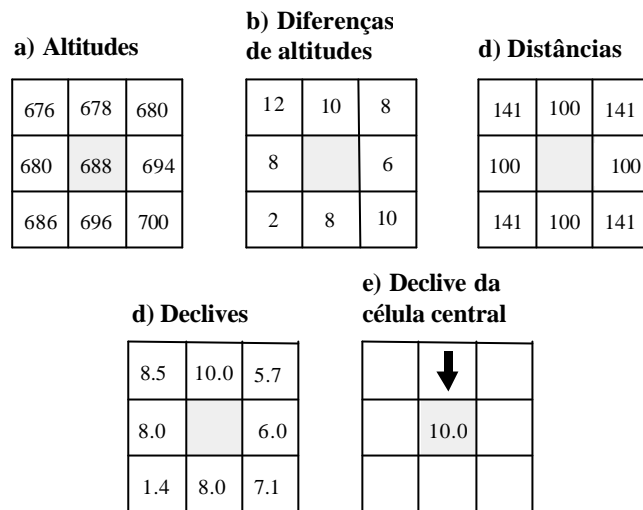 a) Altitudes
676 678 680
680 688 694
686 696 700
b) Diferenças
de altitudes
12 10 8
8 6
2 8 10
d) Distâncias
141 100 141
100 100
141 100 141
d) Declives
8.5 10.0 5.7
8.0 6.0
1.4 8.0 7.1
e) Declive da
célula central
10.0